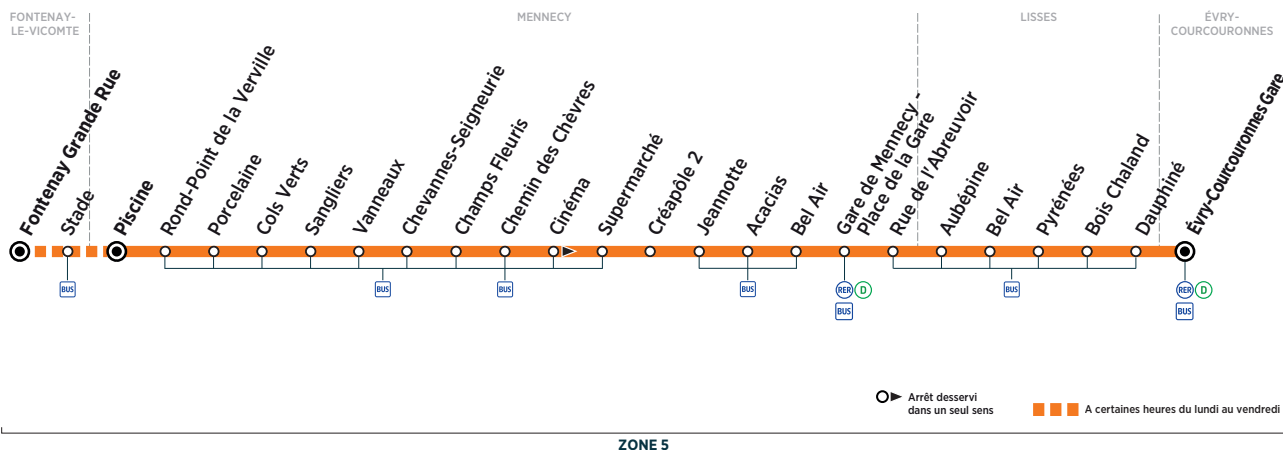 FONTENAY-
LE-VICOMTE
MENNECY
LISSES
ÉVRY-
COURCOURONNES
Fontenay Grande Rue
Stade
Piscine
Rond-Point de la Verville
Porcelaine
Cols Verts
Sangliers
Vanneaux
Chevannes-Seigneurie
Champs Fleuris
Chemin des Chèvres
Cinéma
Supermarché
Créapôle 2
Jeannotte
Acacias
Bel Air
Gare de Mennecy -
Place de la Gare
Rue de l'Abreuvoir
Aubépine
Bel Air
Pyrénées
Bois Chaland
Dauphiné
Évry-Courcouronnes Gare
BUS
BUS
BUS
BUS
RER D
BUS
BUS
RER D
BUS
Arrêt desservi
dans un seul sens
A certaines heures du lundi au vendredi
ZONE 5